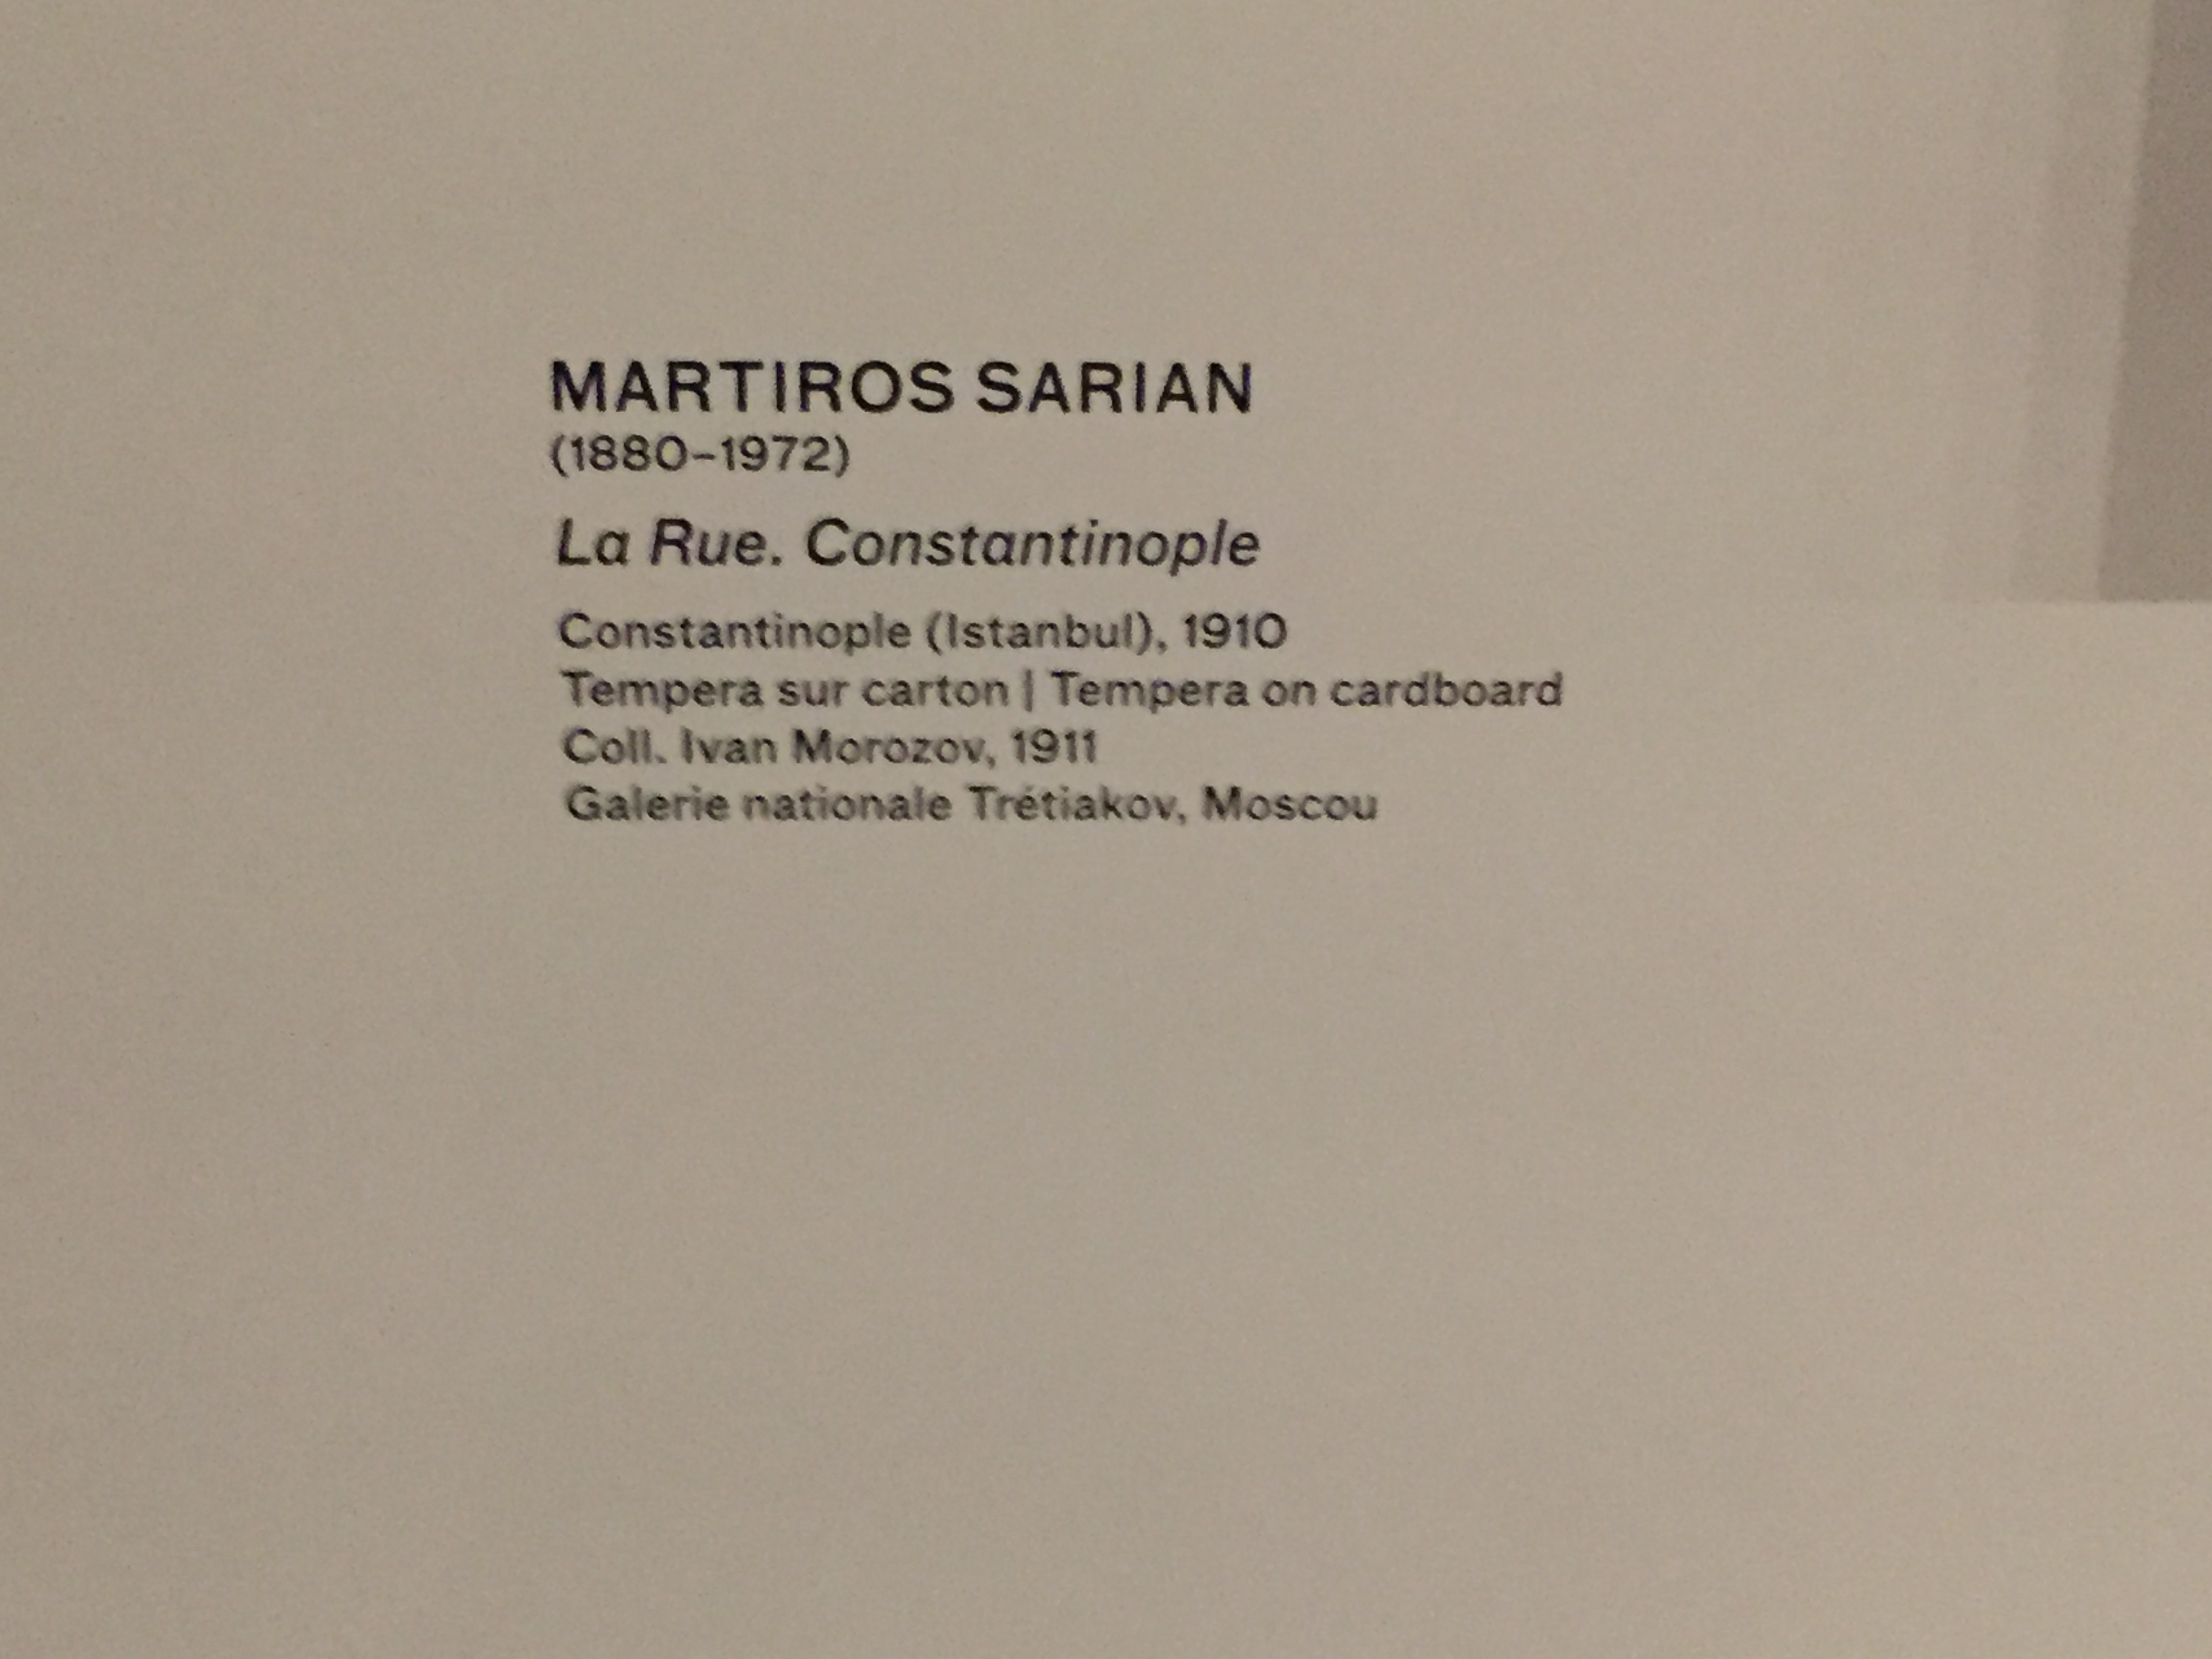 MARTIROS SARIAN
(1880–1972)
La Rue. Constantinople
Constantinople (Istanbul), 1910
Tempera sur carton | Tempera on cardboard
Coll. Ivan Morozov, 1911
Galerie nationale Trétiakov, Moscou